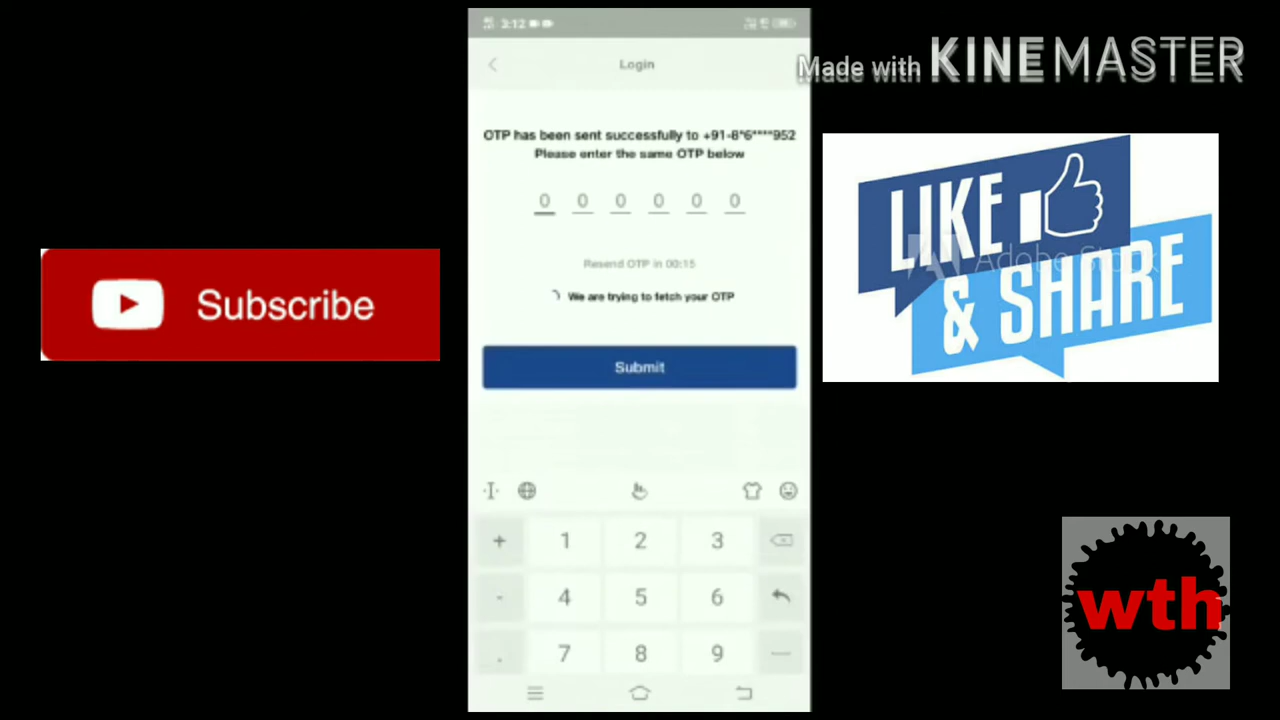 3:12
Login
Made with KINEMASTER
OTP has been sent successfully to +91-8*6****952
Please enter the same OTP below
0 0 0 0 0 0
Resend OTP in 00:15
We are trying to fetch your OTP
Submit
Subscribe
LIKE
& SHARE
Adobe Stock
+ 1 2 3
- 4 5 6
. 7 8 9
wth